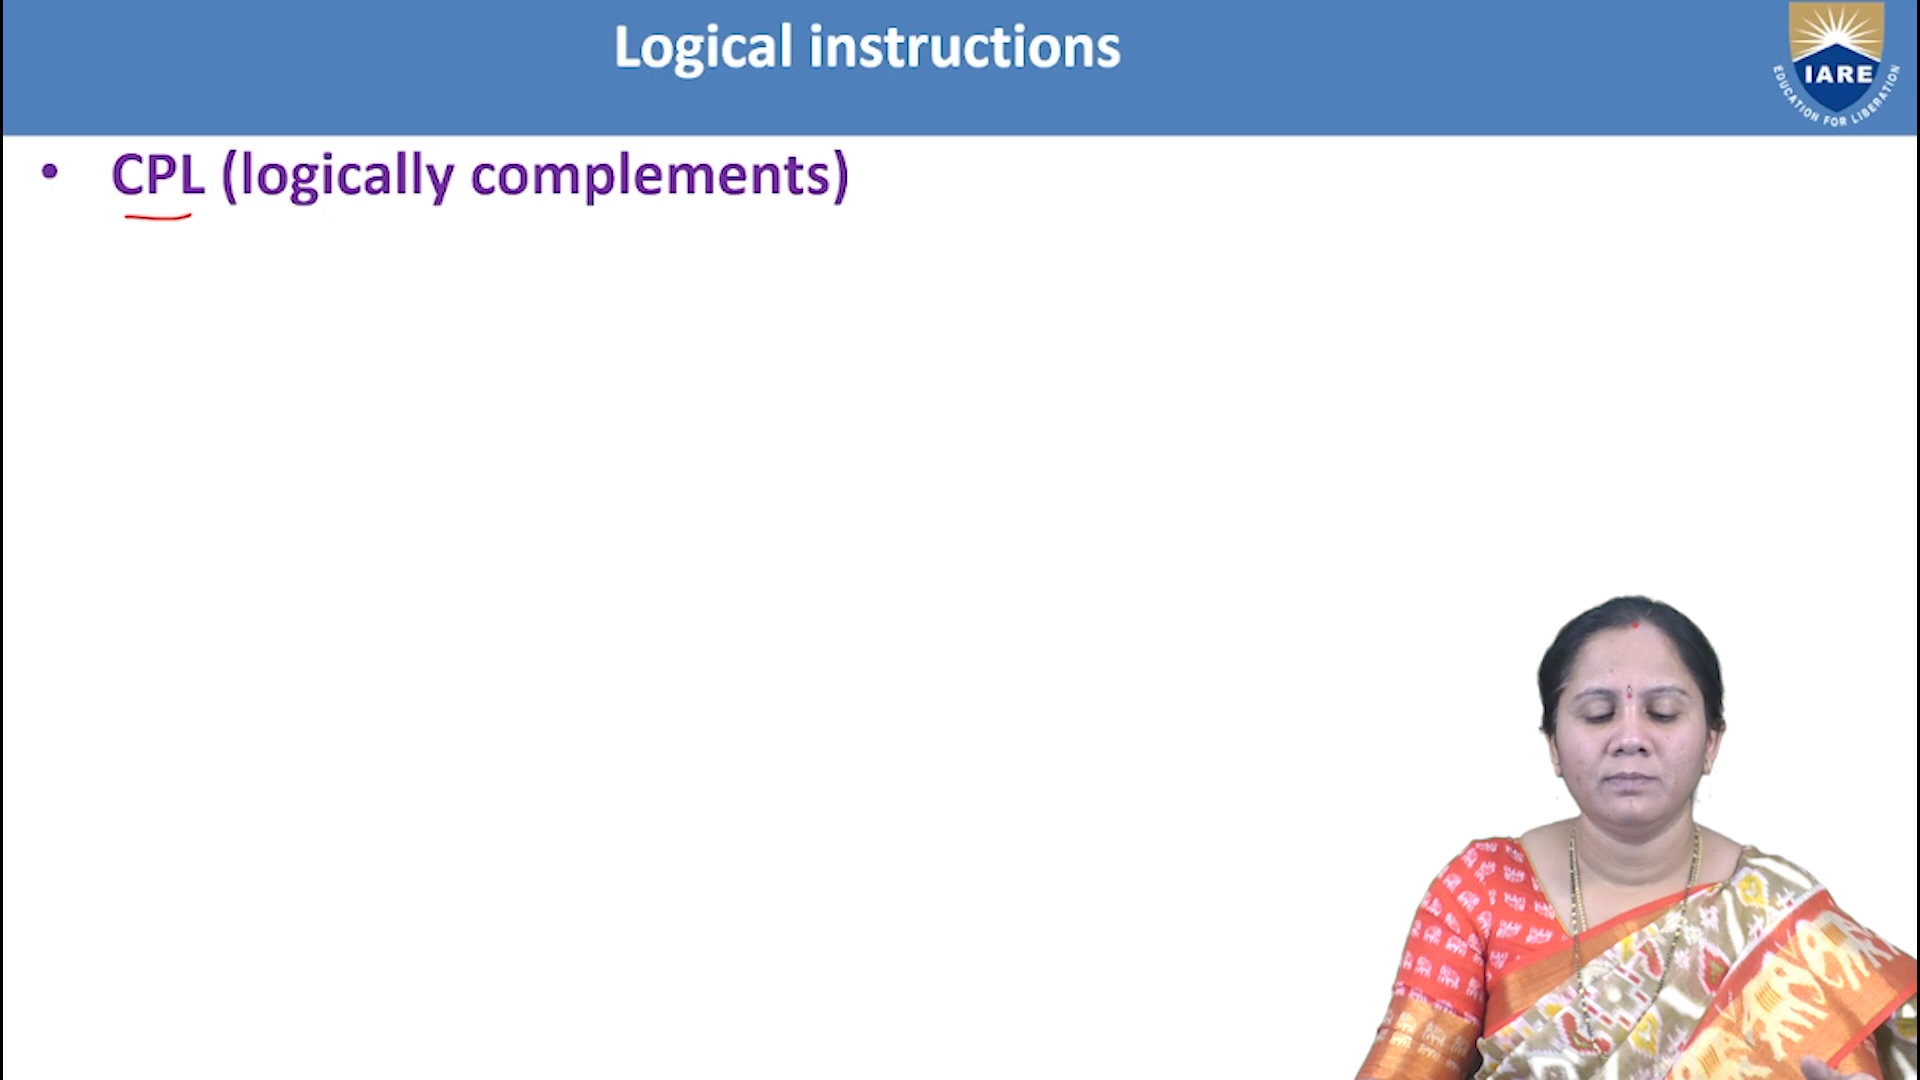 Logical instructions
IARE
EDUCATION FOR LIBERATION
• CPL (logically complements)